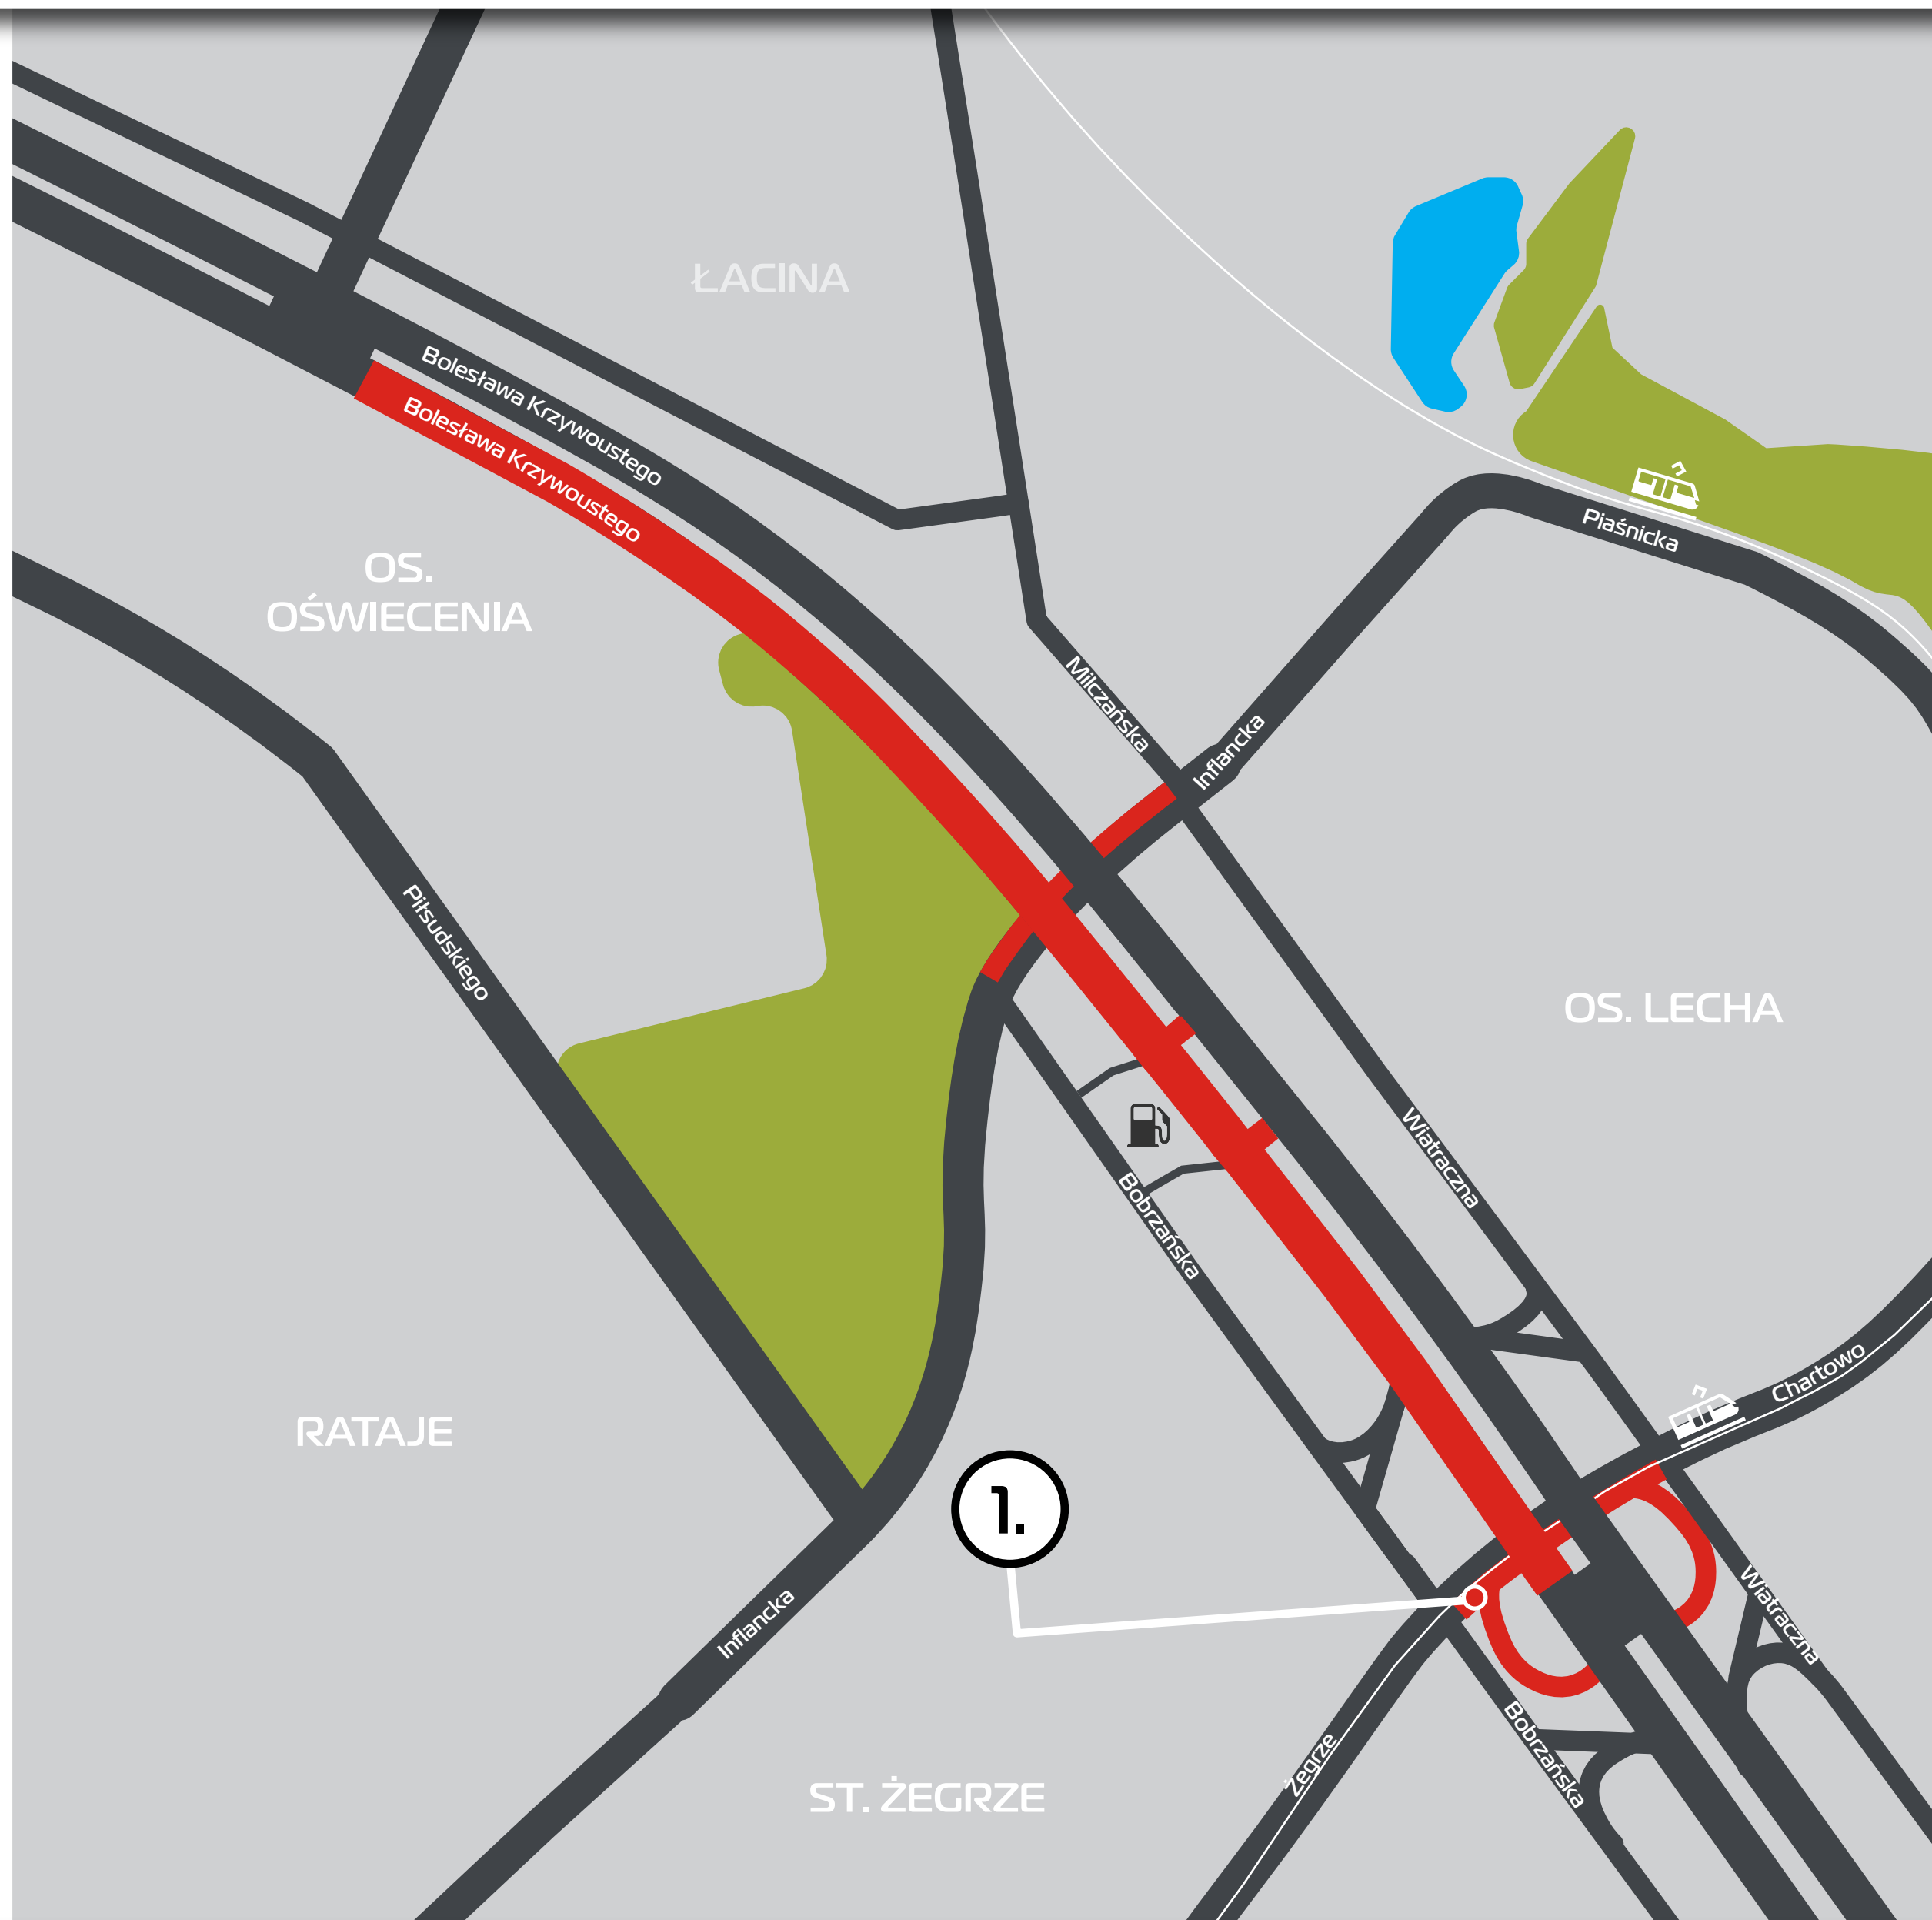 ŁACINA
Bolesława Krzywoustego
Bolesława Krzywoustego
Piaśnicka
OS.
OŚWIECENIA
Milczańska
Inflancka
Piłsudskiego
OS. LECHA
Wiatraczna
Bobrzańska
Chartowo
RATAJE
1.
Wiatraczna
Inflancka
Bobrzańska
Żegrze
ST. ŻEGRZE